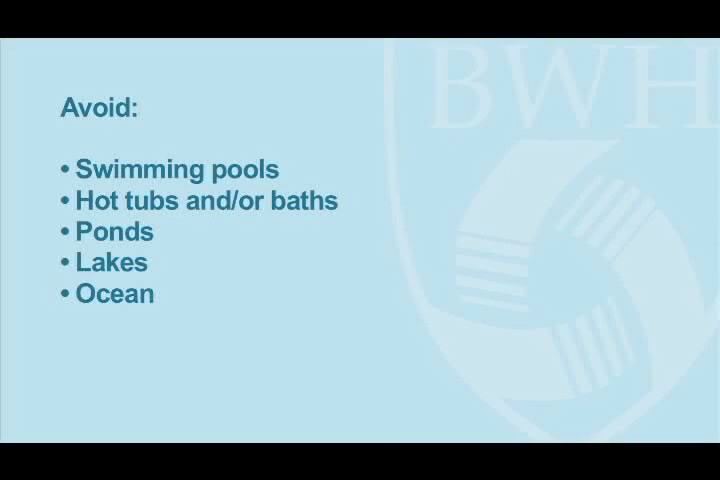 BWH
Avoid:
• Swimming pools
• Hot tubs and/or baths
• Ponds
• Lakes
• Ocean